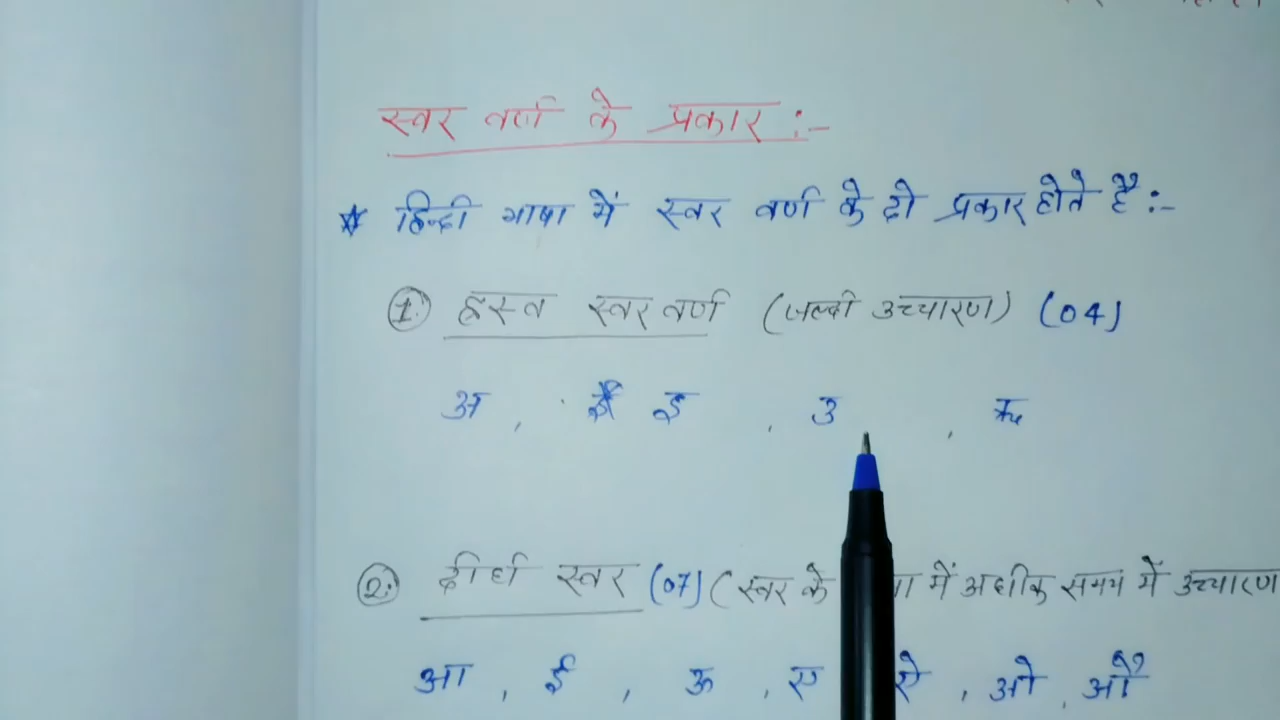 स्वर वर्ण के प्रकार :-
* हिन्दी भाषा में स्वर वर्ण के दो प्रकार होते हैं :-
1. ह्रस्व स्वर वर्ण (जल्दी उच्चारण) (04)
अ , इ , उ , ऋ
2. दीर्घ स्वर (07) (स्वर के में अधीक समय में उच्चारण
आ , ई , ऊ , ए ऐ , ओ , औ